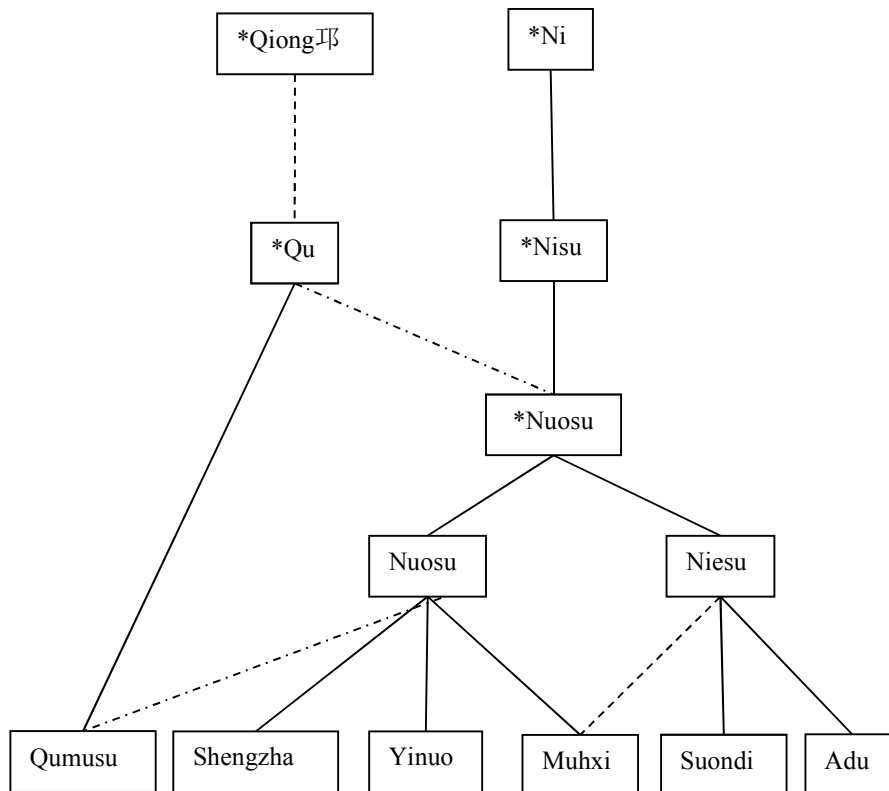 *Qiong邛
*Ni
*Qu
*Nisu
*Nuosu
Nuosu
Niesu
Qumusu
Shengzha
Yinuo
Muhxi
Suondi
Adu